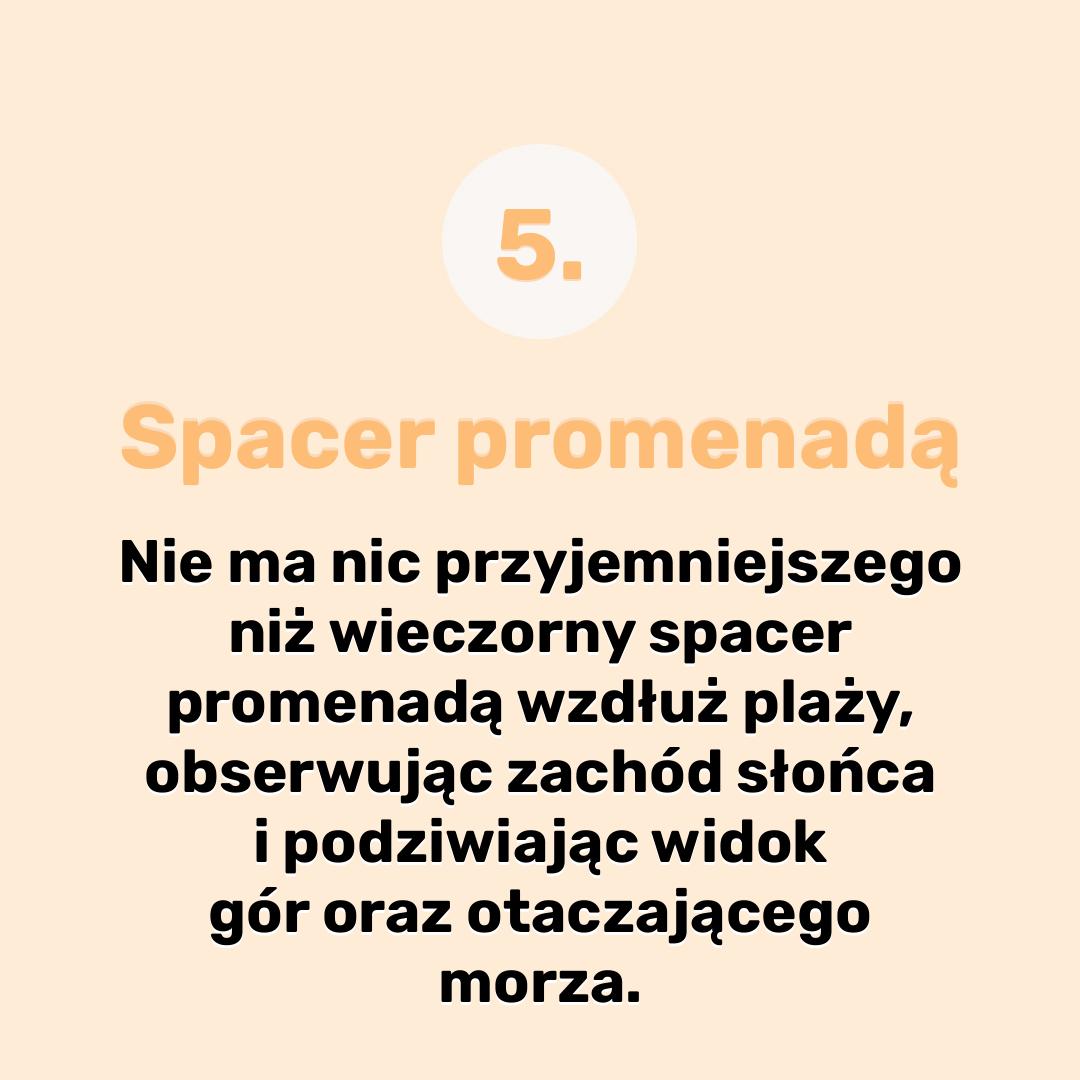 5.
Spacer promenadą
Nie ma nic przyjemniejszego
niż wieczorny spacer
promenadą wzdłuż plaży,
obserwując zachód słońca
i podziwiając widok
gór oraz otaczającego
morza.